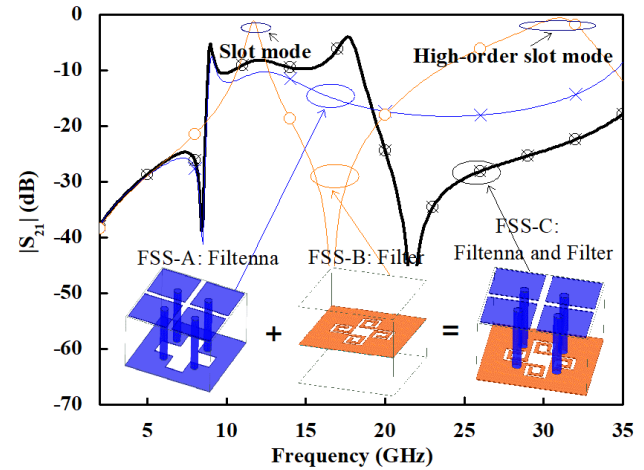 0
-10
-20
-30
-40
-50
-60
-70
|S21| (dB)
Slot mode
High-order slot mode
FSS-A: Filtenna
FSS-B: Filter
FSS-C:
Filtenna and Filter
+
=
5
10
15
20
25
30
35
Frequency (GHz)